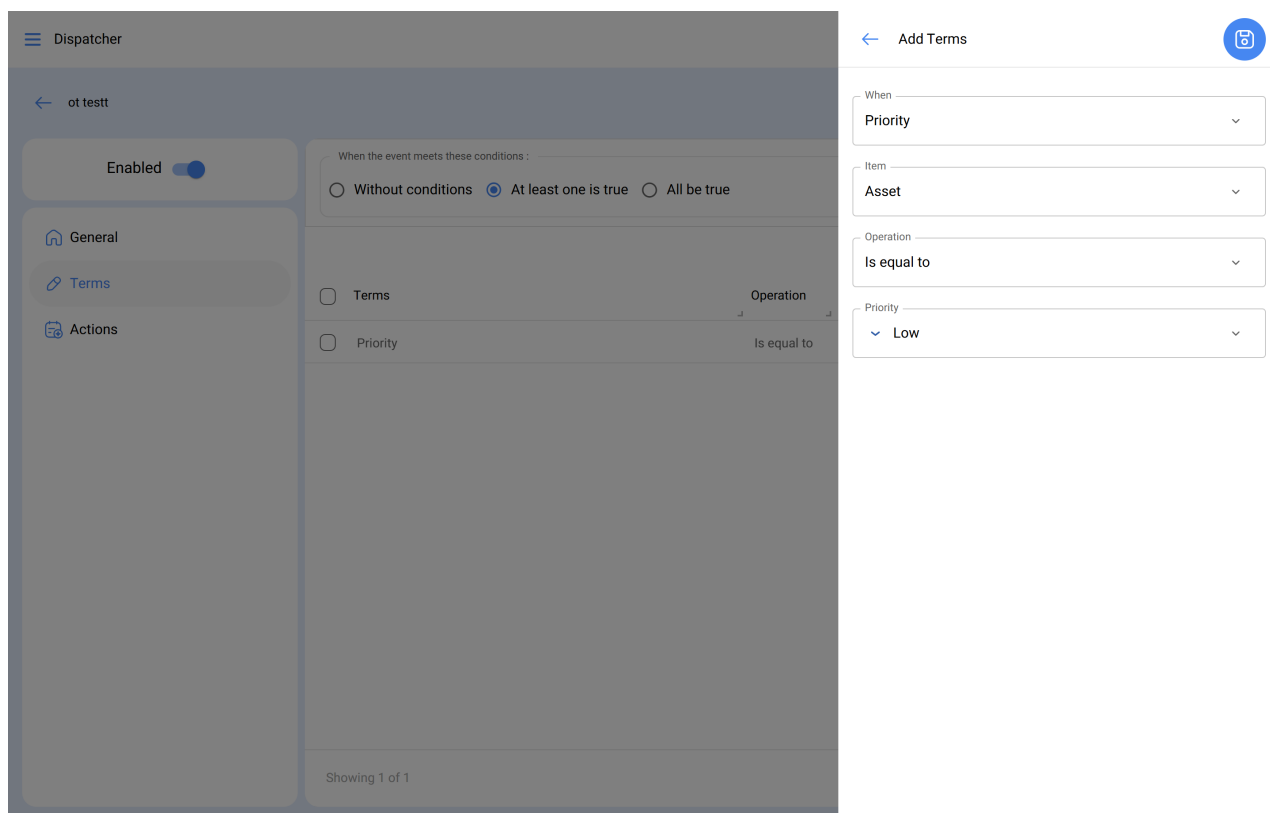 Dispatcher
ot testt
Enabled
General
Terms
Actions
When the event meets these conditions :
Without conditions At least one is true All be true
Terms Operation
Priority Is equal to
Showing 1 of 1
Add Terms
When
Priority
Item
Asset
Operation
Is equal to
Priority
Low